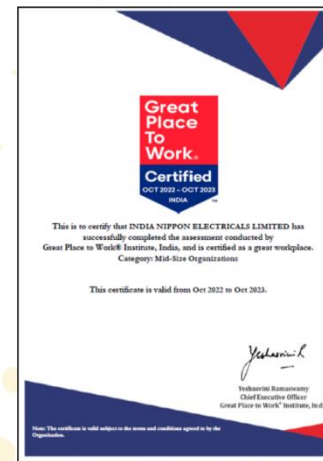 Great
Place
To
Work®
Certified
OCT 2022 – OCT 2023
INDIA
™
This is to certify that INDIA NIPPON ELECTRICALS LIMITED has
successfully completed the assessment conducted by
Great Place to Work® Institute, India, and is certified as a great workplace.
Category: Mid-Size Organizations
This certificate is valid from Oct 2022 to Oct 2023.
Yeshasvini R
Yeshasvini Ramaswamy
Chief Executive Officer
Great Place to Work® Institute, Ind
Note: The certificate is valid subject to the terms and conditions agreed to by the
Organisation.